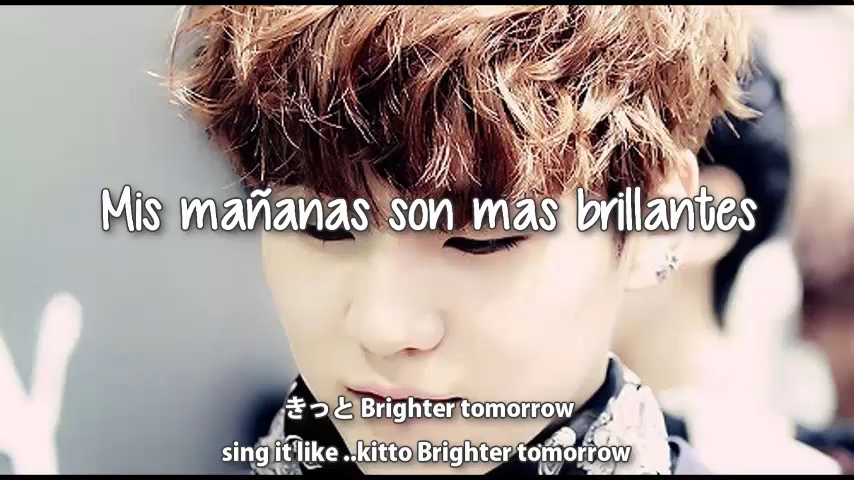 Mis mañanas son mas brillantes
きっと Brighter tomorrow
sing it like ..kitto Brighter tomorrow